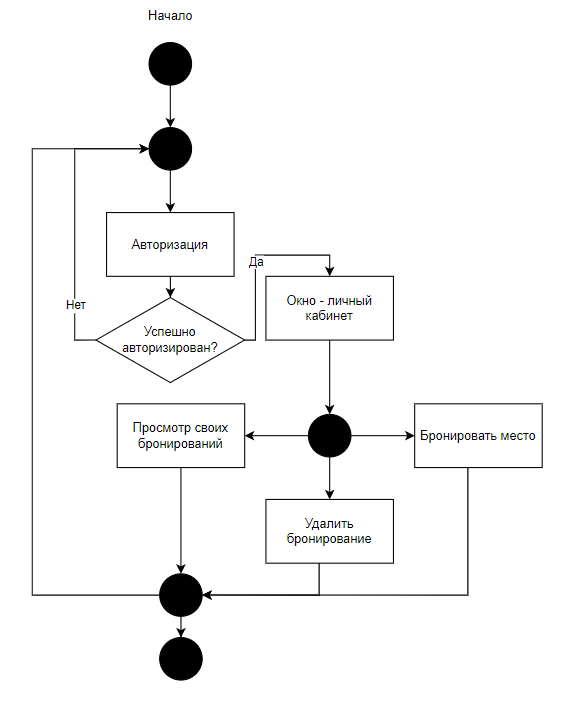 Начало
Авторизация
Да
Окно - личный
кабинет
Нет
Успешно
авторизирован?
Просмотр своих
бронирований
Бронировать место
Удалить
бронирование